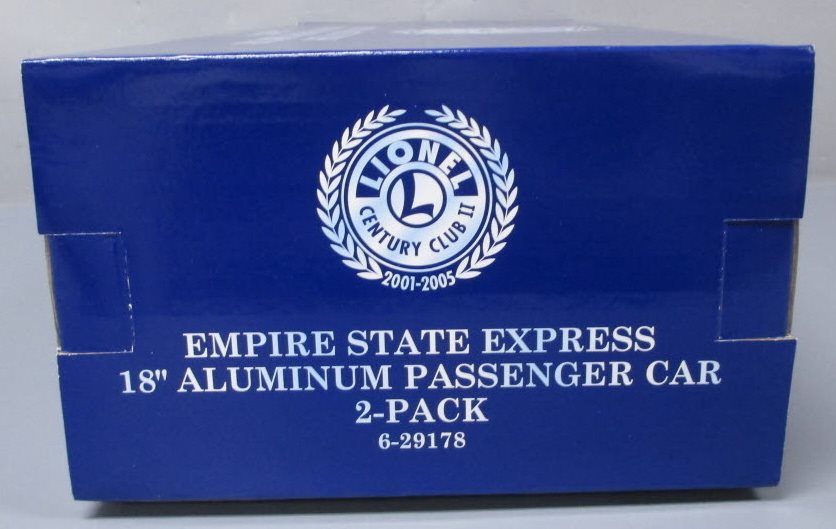 LIONEL
L
CENTURY CLUB II
2001-2005
EMPIRE STATE EXPRESS
18" ALUMINUM PASSENGER CAR
2-PACK
6-29178